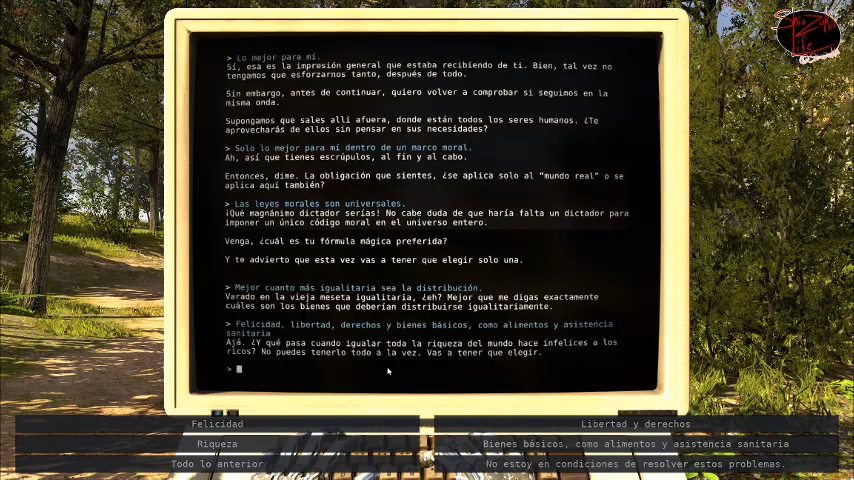 > Lo mejor para mí.
Sí, esa es la impresión general que estaba recibiendo de ti. Bien, tal vez no
tengamos que esforzarnos tanto, después de todo.
Sin embargo, antes de continuar, quiero volver a comprobar si seguimos en la
misma onda.
Supongamos que sales allí afuera, donde están todos los seres humanos. ¿Te
aprovecharás de ellos sin pensar en sus necesidades?
> Solo lo mejor para mí dentro de un marco moral.
Ah, así que tienes escrúpulos, al fin y al cabo.
Entonces, dime. La obligación que sientes, ¿se aplica solo al "mundo real" o se
aplica aquí también?
> Las leyes morales son universales.
¡Qué magnánimo dictador serías! No cabe duda de que haría falta un dictador para
imponer un único código moral en el universo entero.
Venga, ¿cuál es tu fórmula mágica preferida?
Y te advierto que esta vez vas a tener que elegir solo una.
> Mejor cuanto más igualitaria sea la distribución.
Varado en la vieja meseta igualitaria, ¿eh? Mejor que me digas exactamente
cuáles son los bienes que deberían distribuirse igualitariamente.
> Felicidad, libertad, derechos y bienes básicos, como alimentos y asistencia
sanitaria
Ajá. ¿Y qué pasa cuando igualar toda la riqueza del mundo hace infelices a los
ricos? No puedes tenerlo todo a la vez. Vas a tener que elegir.
>
Felicidad
Libertad y derechos
Riqueza
Bienes básicos, como alimentos y asistencia sanitaria
Todo lo anterior
No estoy en condiciones de resolver estos problemas.